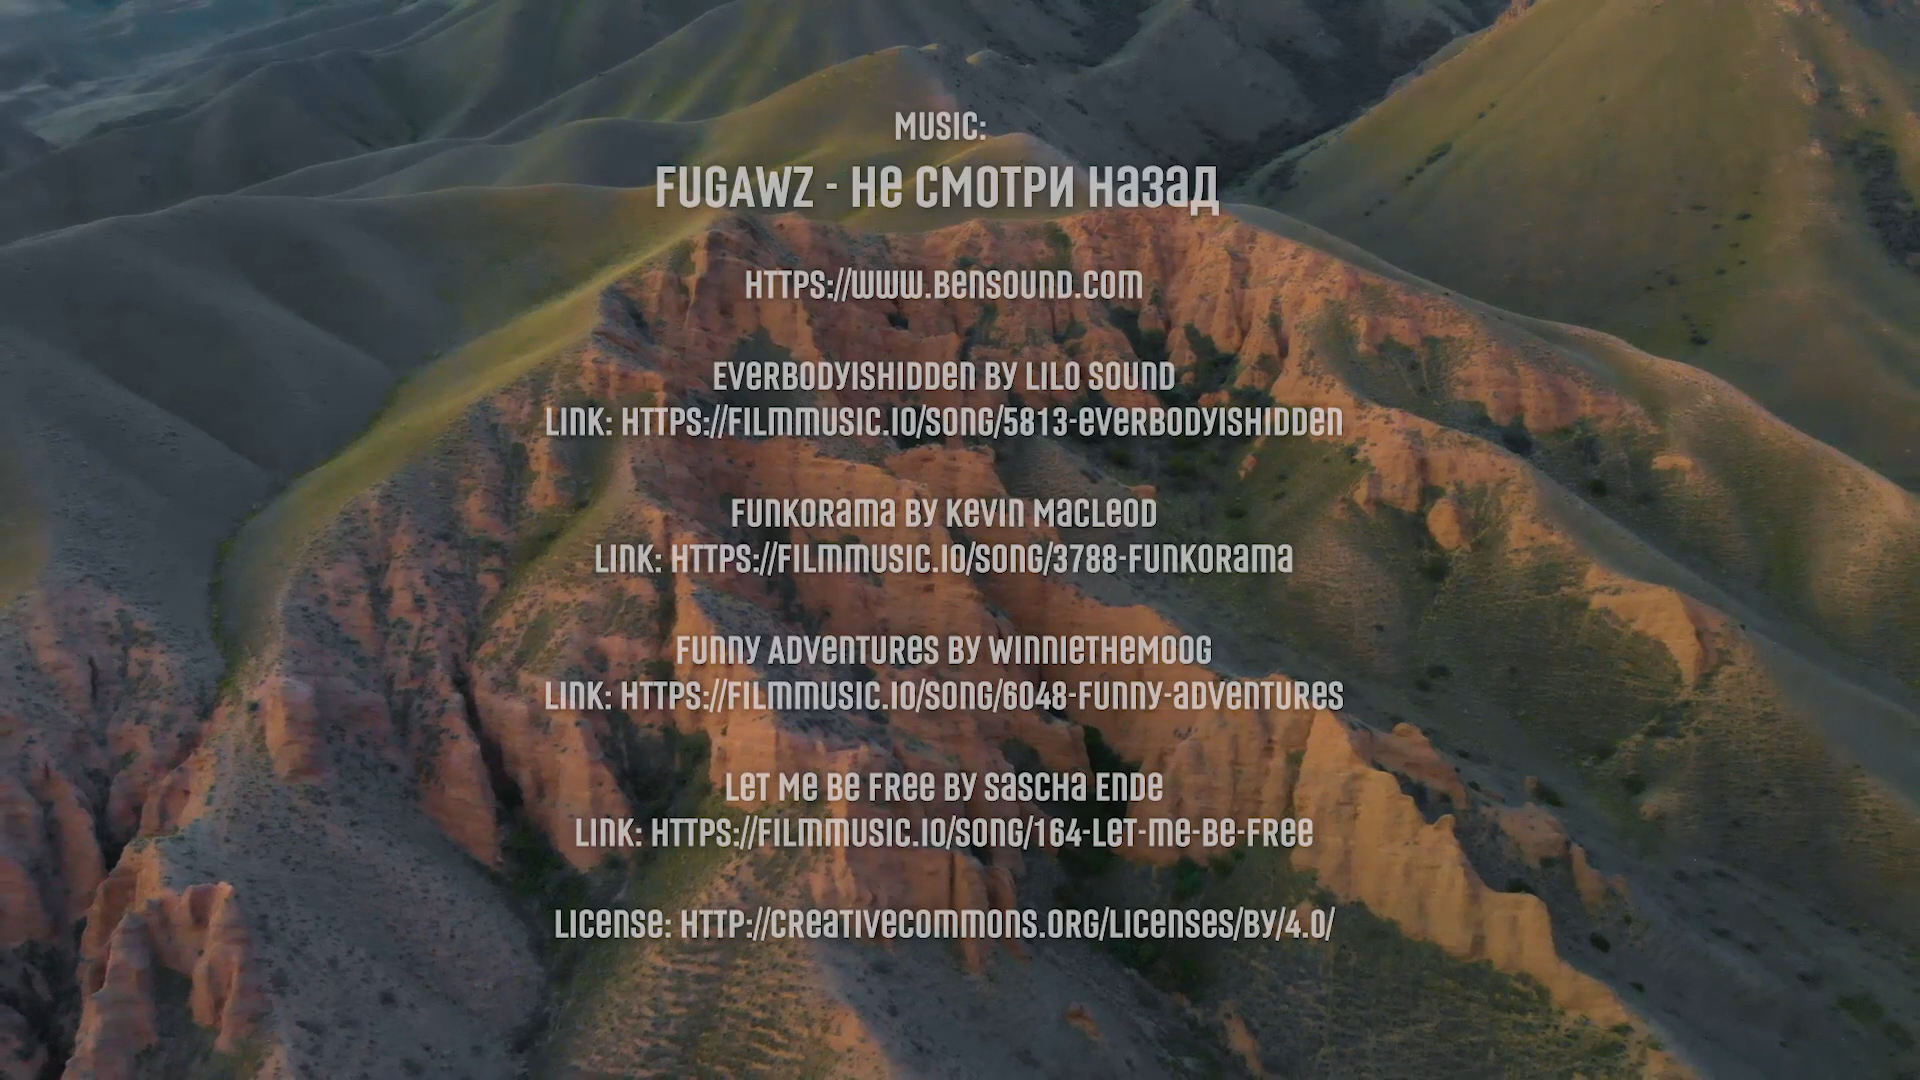 MUSIC:
FUGAWZ - Не смотри назад
https://www.bensound.com
Everbodyishidden by Lilo Sound
Link: https://filmmusic.io/song/5813-everbodyishidden
Funkorama by Kevin MacLeod
Link: https://filmmusic.io/song/3788-funkorama
Funny Adventures by WinnieTheMoog
Link: https://filmmusic.io/song/6048-funny-adventures
Let Me Be Free by Sascha Ende
Link: https://filmmusic.io/song/164-let-me-be-free
License: http://creativecommons.org/licenses/by/4.0/